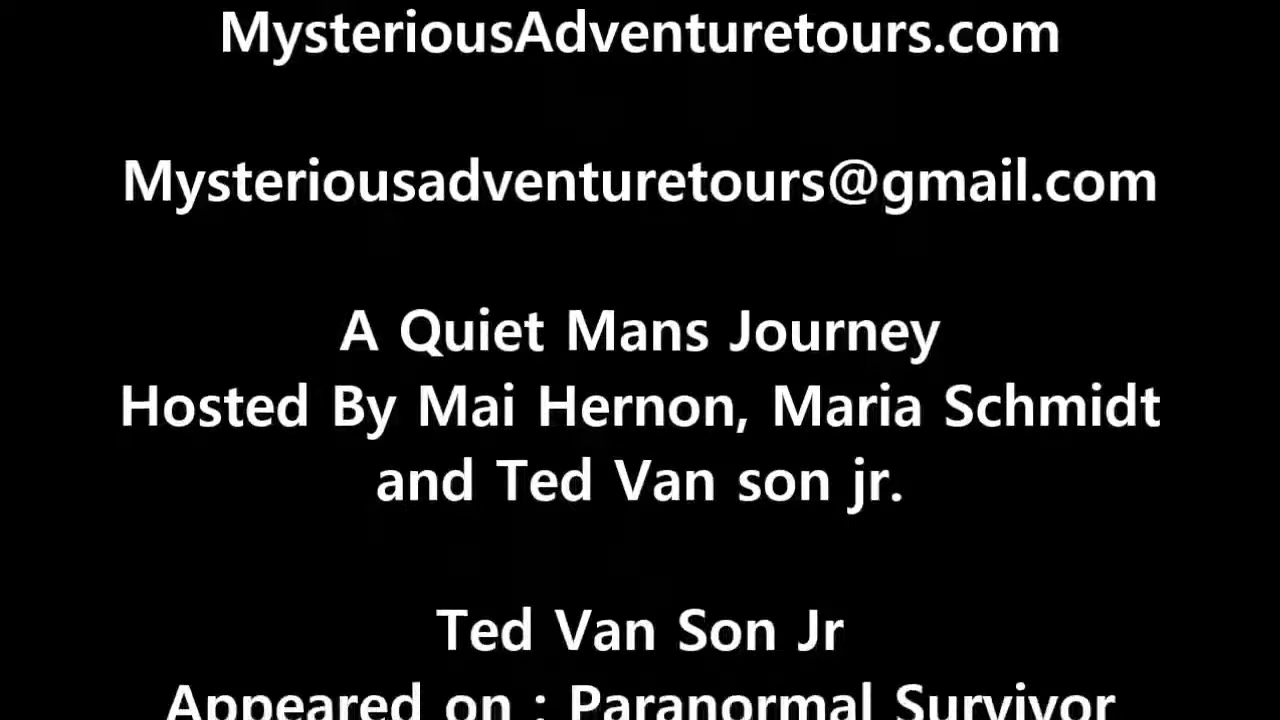 MysteriousAdventuretours.com
Mysteriousadventuretours@gmail.com
A Quiet Mans Journey
Hosted By Mai Hernon, Maria Schmidt
and Ted Van son jr.
Ted Van Son Jr
Appeared on : Paranormal Survivor